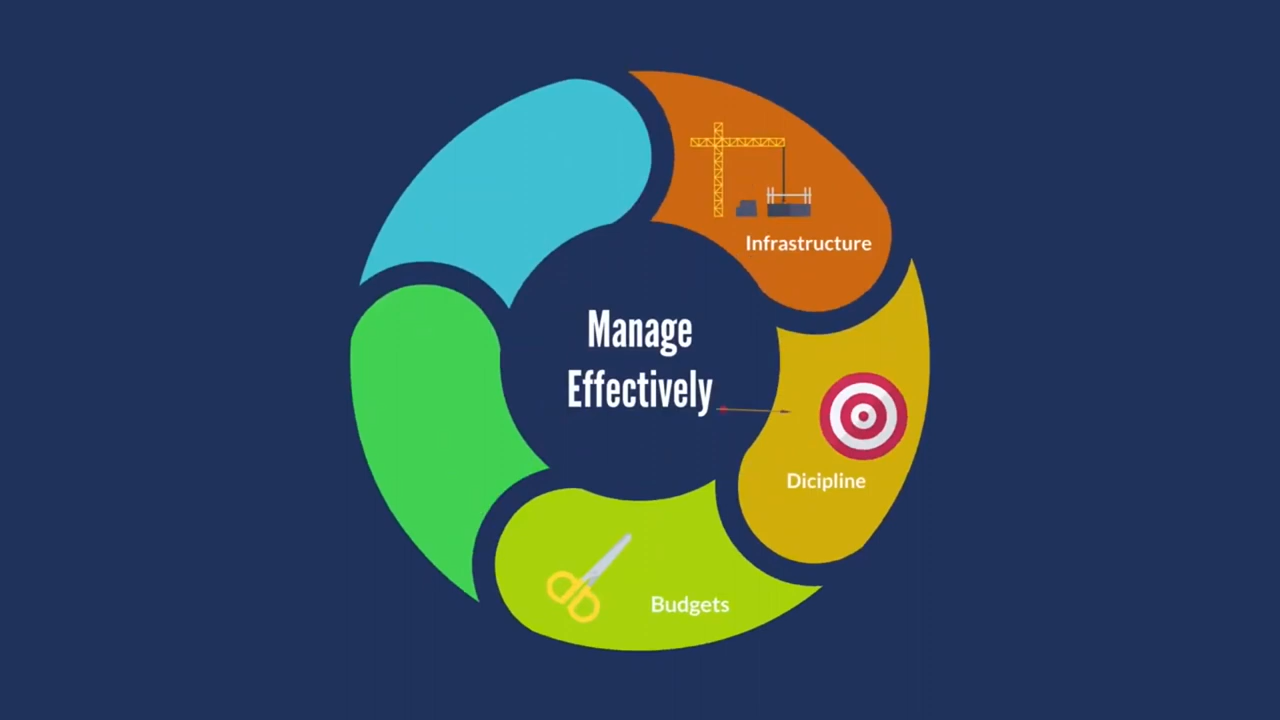 Infrastructure
Manage
Effectively
Dicipline
Budgets